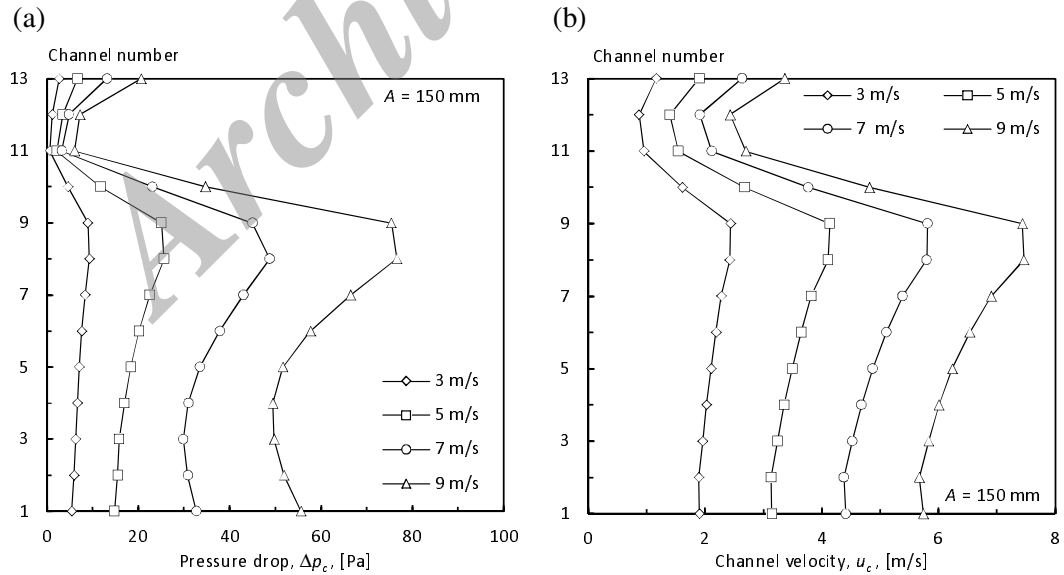 (a)
Channel number
13
11
9
7
5
3
1
0 20 40 60 80 100
Pressure drop, Δp_c, [Pa]
A = 150 mm
3 m/s
5 m/s
7 m/s
9 m/s
(b)
Channel number
13
11
9
7
5
3
1
0 2 4 6 8
Channel velocity, u_c, [m/s]
3 m/s 5 m/s
7 m/s 9 m/s
A = 150 mm